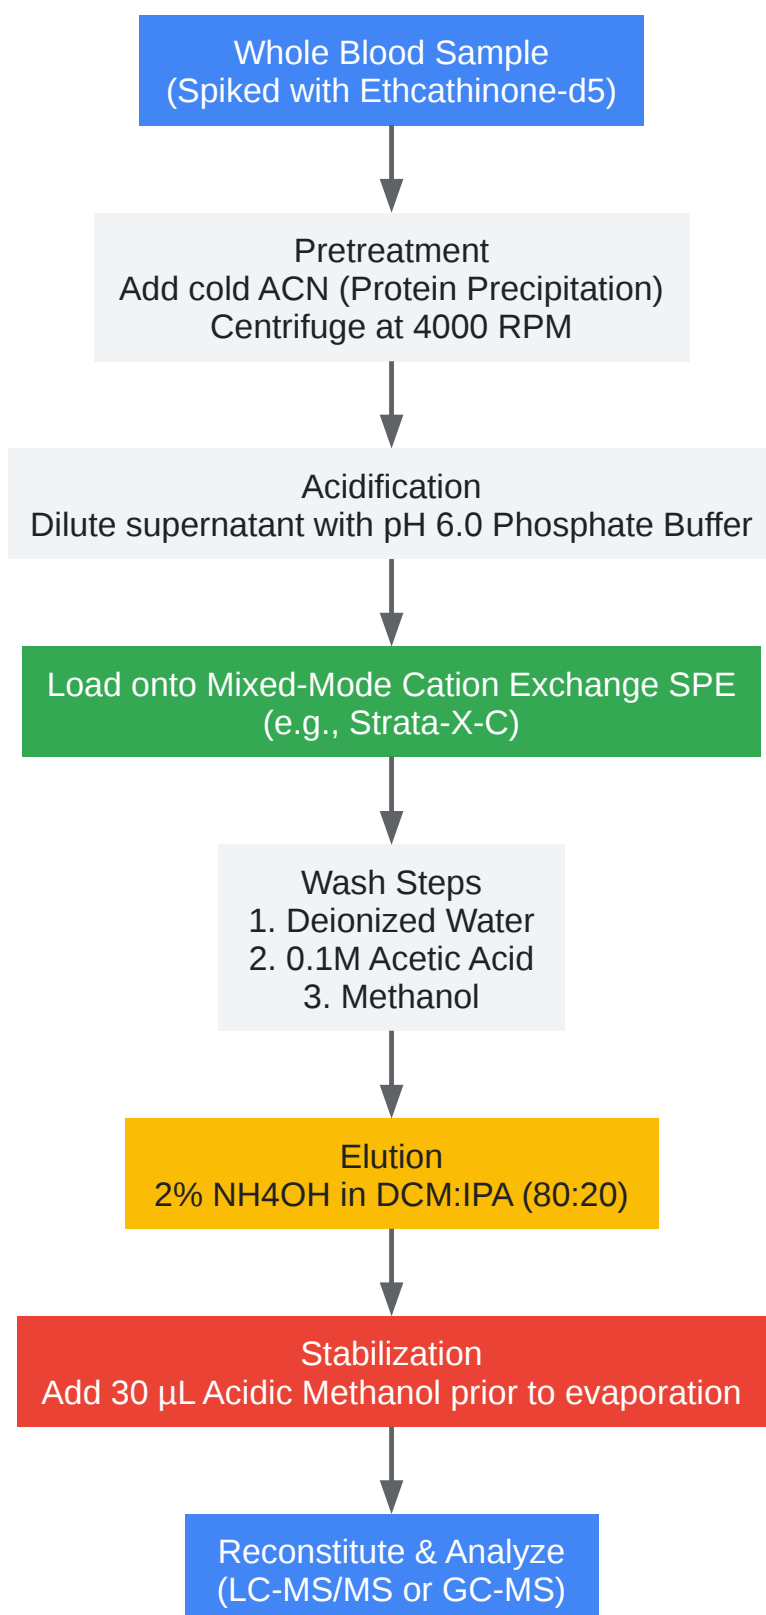 Whole Blood Sample
(Spiked with Ethcathinone-d5)
Pretreatment
Add cold ACN (Protein Precipitation)
Centrifuge at 4000 RPM
Acidification
Dilute supernatant with pH 6.0 Phosphate Buffer
Load onto Mixed-Mode Cation Exchange SPE
(e.g., Strata-X-C)
Wash Steps
1. Deionized Water
2. 0.1M Acetic Acid
3. Methanol
Elution
2% NH4OH in DCM:IPA (80:20)
Stabilization
Add 30 µL Acidic Methanol prior to evaporation
Reconstitute & Analyze
(LC-MS/MS or GC-MS)